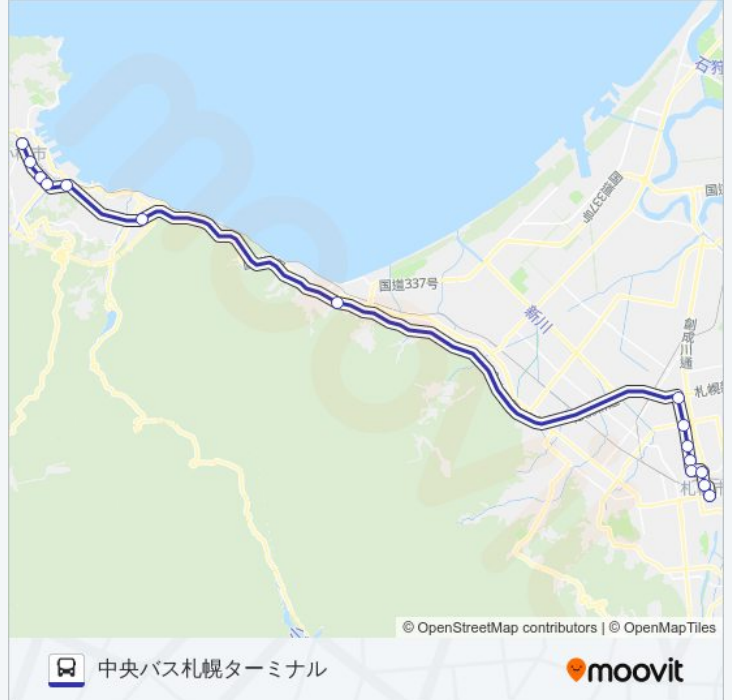 石狩
市
国道337号
国道337号
新川
創成川通
札幌
© OpenStreetMap contributors | © OpenMapTiles
中央バス札幌ターミナル
moovit